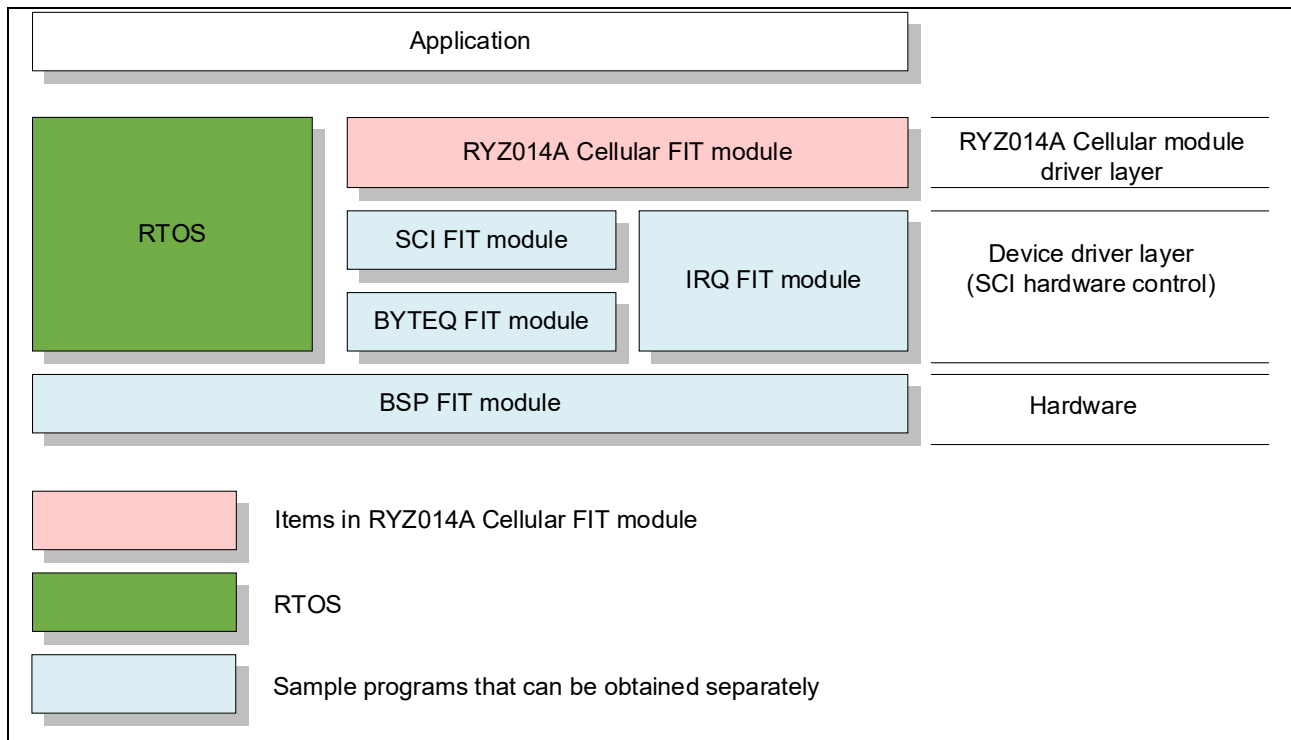 Application
RTOS
RYZ014A Cellular FIT module
RYZ014A Cellular module
driver layer
SCI FIT module
BYTEQ FIT module
IRQ FIT module
Device driver layer
(SCI hardware control)
BSP FIT module
Hardware
Items in RYZ014A Cellular FIT module
RTOS
Sample programs that can be obtained separately